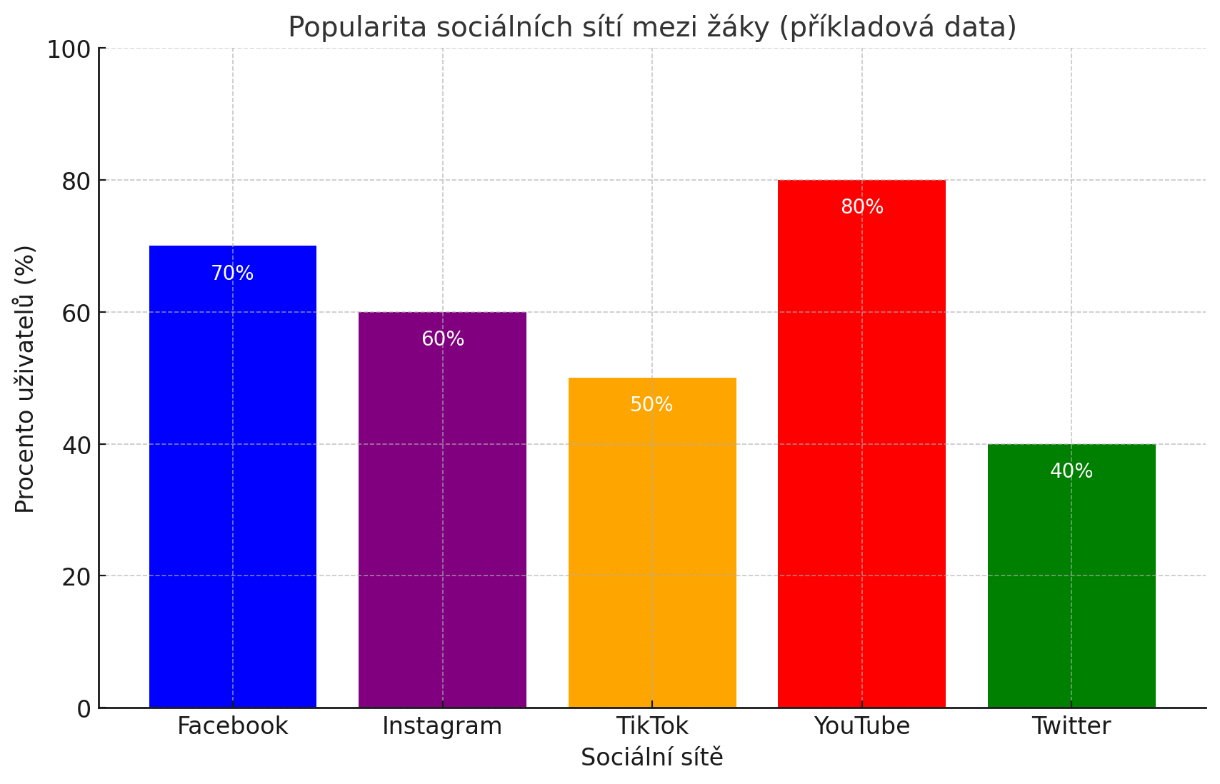 Popularita sociálních sítí mezi žáky (příkladová data)
Procento uživatelů (%)
100
80
60
40
20
0
70%
60%
50%
80%
40%
Facebook
Instagram
TikTok
YouTube
Twitter
Sociální sítě